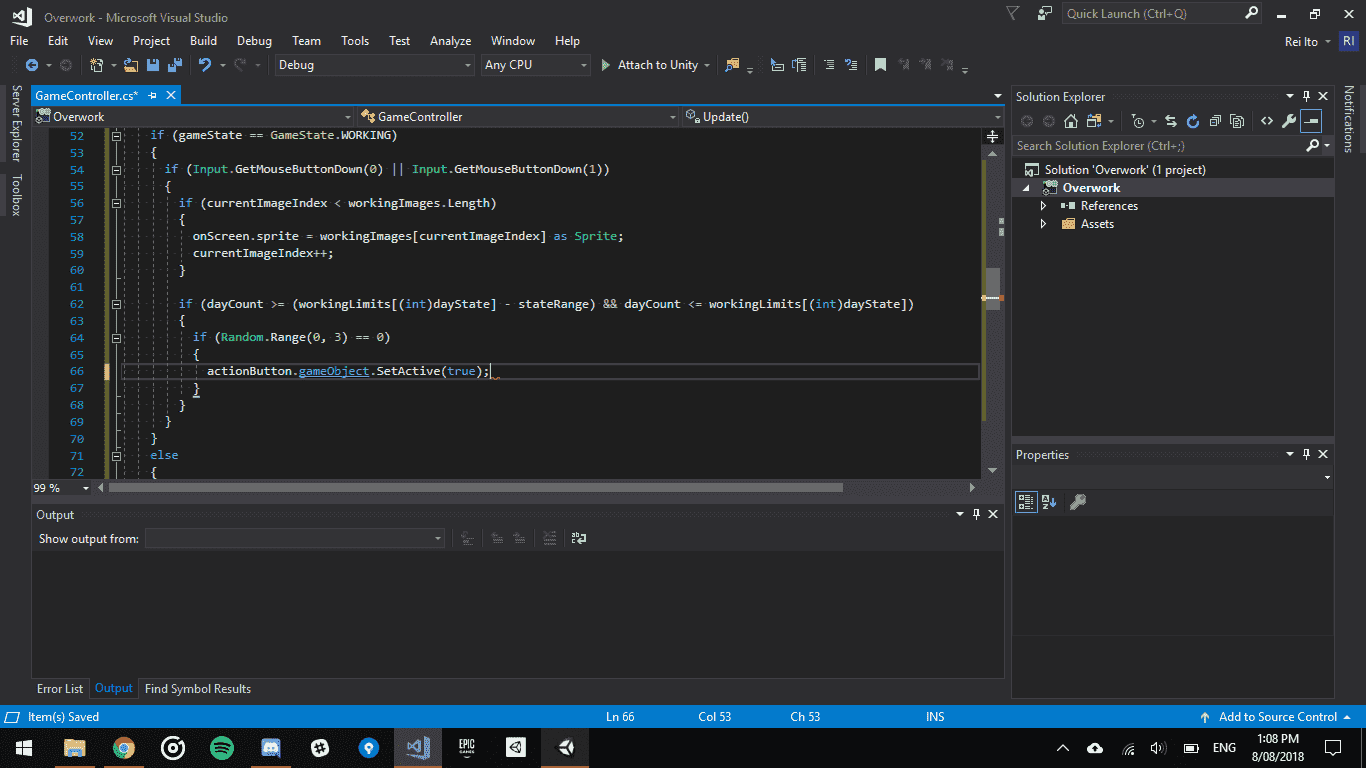 Overwork - Microsoft Visual Studio
Quick Launch (Ctrl+Q)
File Edit View Project Build Debug Team Tools Test Analyze Window Help
Rei Ito RI
Debug Any CPU Attach to Unity
Server Explorer
Toolbox
GameController.cs*
Overwork GameController Update()
52 if (gameState == GameState.WORKING)
53 {
54 if (Input.GetMouseButtonDown(0) || Input.GetMouseButtonDown(1))
55 {
56 if (currentImageIndex < workingImages.Length)
57 {
58 onScreen.sprite = workingImages[currentImageIndex] as Sprite;
59 currentImageIndex++;
60 }
61
62 if (dayCount >= (workingLimits[(int)dayState] - stateRange) && dayCount <= workingLimits[(int)dayState])
63 {
64 if (Random.Range(0, 3) == 0)
65 {
66 actionButton.gameObject.SetActive(true);
67 }
68 }
69 }
70 }
71 else
72 {
99 %
Output
Show output from:
Error List Output Find Symbol Results
Solution Explorer
Search Solution Explorer (Ctrl+;)
Solution 'Overwork' (1 project)
Overwork
References
Assets
Properties
Notifications
Item(s) Saved Ln 66 Col 53 Ch 53 INS Add to Source Control
EPIC GAMES
ENG
1:08 PM
8/08/2018